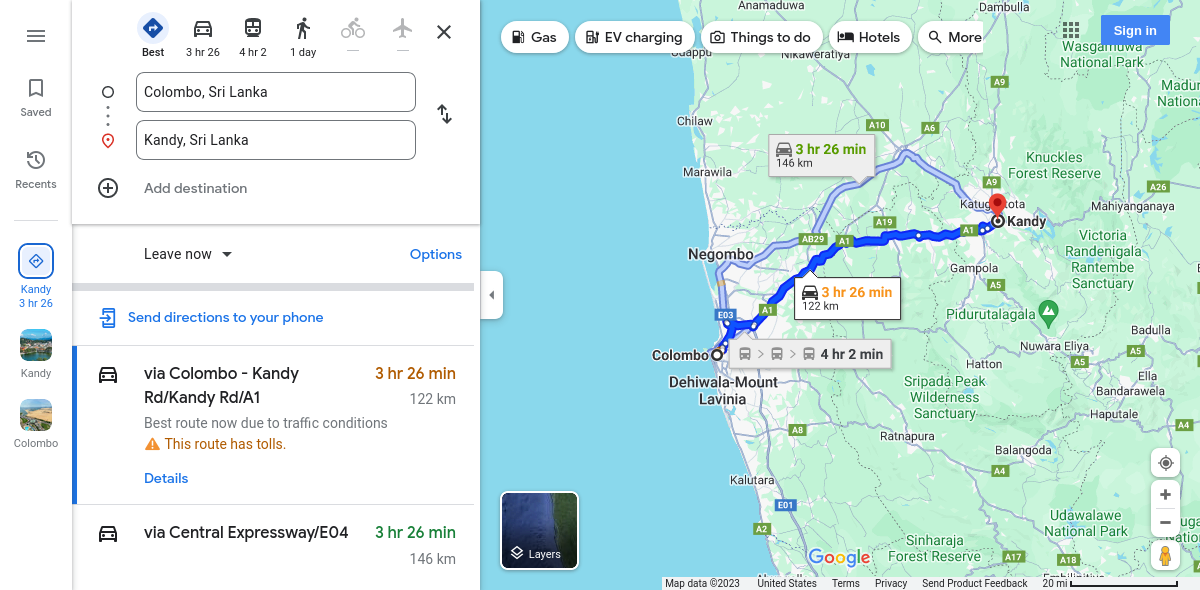 Best
3 hr 26
4 hr 2
1 day
—
—
Saved
Recents
Kandy
3 hr 26
Kandy
Colombo
Colombo, Sri Lanka
Kandy, Sri Lanka
Add destination
Leave now
Options
Send directions to your phone
via Colombo - Kandy
Rd/Kandy Rd/A1
3 hr 26 min
122 km
Best route now due to traffic conditions
This route has tolls.
Details
via Central Expressway/E04
3 hr 26 min
146 km
Gas
EV charging
Things to do
Hotels
More
Sign in
Anamaduwa
Dambulla
Nikaweratiya
Wasgamuwa
National Park
A9
Chilaw
A10
A6
3 hr 26 min
146 km
Marawila
Knuckles
Forest Reserve
A9
A26
Mahiyanganaya
A19
Kandy
A1
AB29
A1
Negombo
Victoria
Randenigala
Rantembe
Sanctuary
Gampola
A5
3 hr 26 min
122 km
A1
E03
Pidurutalagala
Badulla
Nuwara Eliya
A5
A5
Colombo
4 hr 2 min
Hatton
Ella
Bandarawela
Dehiwala-Mount
Lavinia
Sripada Peak
Wilderness
Sanctuary
Haputale
A8
A4
Ratnapura
Balangoda
A4
Kalutara
E01
Udawalawe
National Park
A2
Sinharaja
Forest Reserve
A17
A18
Layers
Google
Map data ©2023
United States
Terms
Privacy
Send Product Feedback
20 mi